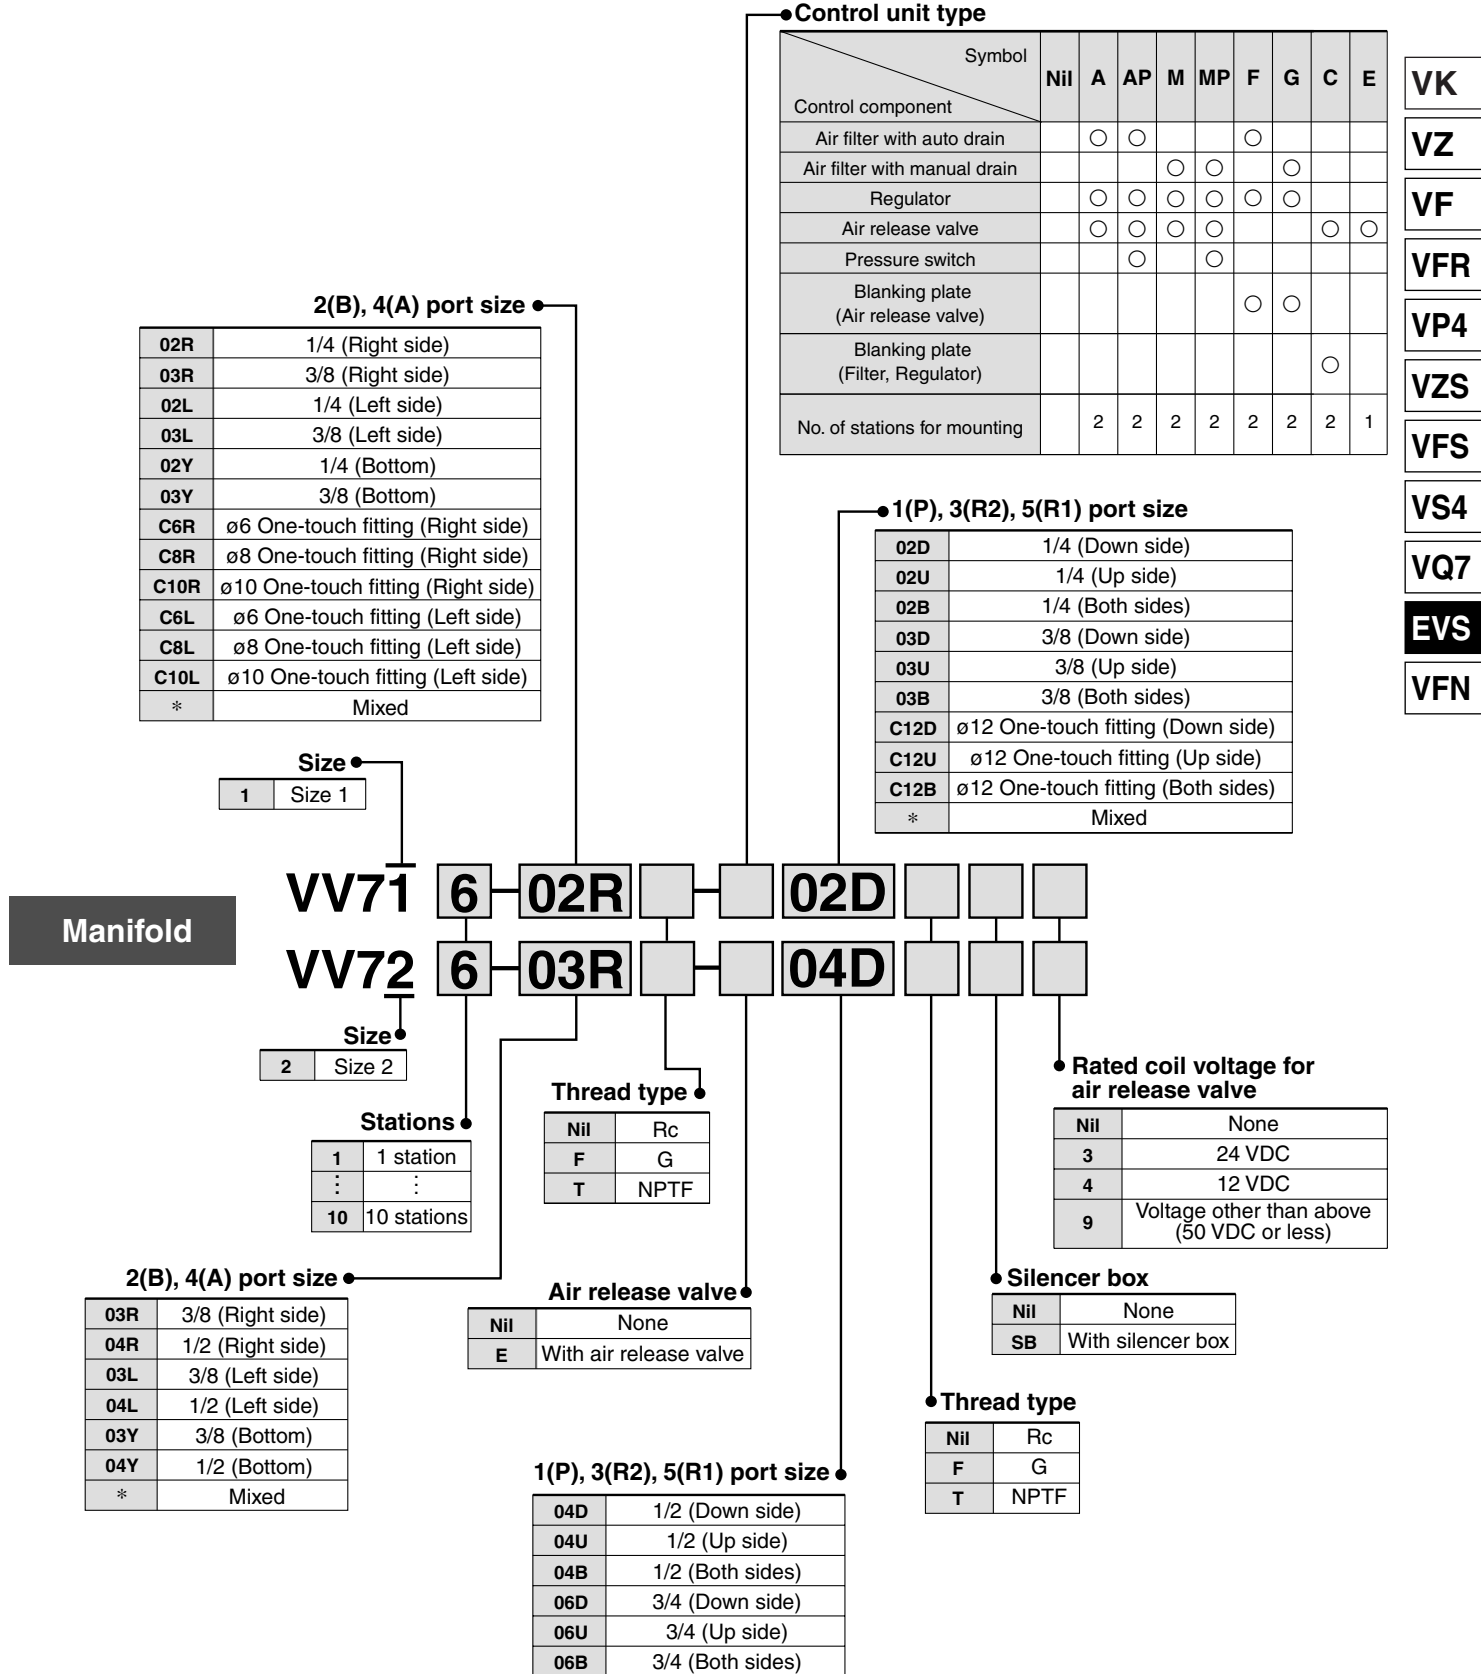 Control unit type
Symbol
Control component
Nil A AP M MP F G C E
Air filter with auto drain ○ ○ ○
Air filter with manual drain ○ ○ ○
Regulator ○ ○ ○ ○ ○ ○
Air release valve ○ ○ ○ ○ ○ ○
Pressure switch ○ ○
Blanking plate
(Air release valve) ○ ○
Blanking plate
(Filter, Regulator) ○
No. of stations for mounting 2 2 2 2 2 2 2 1
VK
VZ
VF
VFR
VP4
VZS
VFS
VS4
VQ7
EVS
VFN
2(B), 4(A) port size
02R 1/4 (Right side)
03R 3/8 (Right side)
02L 1/4 (Left side)
03L 3/8 (Left side)
02Y 1/4 (Bottom)
03Y 3/8 (Bottom)
C6R ø6 One-touch fitting (Right side)
C8R ø8 One-touch fitting (Right side)
C10R ø10 One-touch fitting (Right side)
C6L ø6 One-touch fitting (Left side)
C8L ø8 One-touch fitting (Left side)
C10L ø10 One-touch fitting (Left side)
* Mixed
1(P), 3(R2), 5(R1) port size
02D 1/4 (Down side)
02U 1/4 (Up side)
02B 1/4 (Both sides)
03D 3/8 (Down side)
03U 3/8 (Up side)
03B 3/8 (Both sides)
C12D ø12 One-touch fitting (Down side)
C12U ø12 One-touch fitting (Up side)
C12B ø12 One-touch fitting (Both sides)
* Mixed
Size
1 Size 1
Manifold
VV71 6 - 02R - 02D
VV72 6 - 03R - 04D
Size
2 Size 2
Stations
1 1 station
⋮ ⋮
10 10 stations
Thread type
Nil Rc
F G
T NPTF
Rated coil voltage for
air release valve
Nil None
3 24 VDC
4 12 VDC
9 Voltage other than above
(50 VDC or less)
2(B), 4(A) port size
03R 3/8 (Right side)
04R 1/2 (Right side)
03L 3/8 (Left side)
04L 1/2 (Left side)
03Y 3/8 (Bottom)
04Y 1/2 (Bottom)
* Mixed
Air release valve
Nil None
E With air release valve
Silencer box
Nil None
SB With silencer box
Thread type
Nil Rc
F G
T NPTF
1(P), 3(R2), 5(R1) port size
04D 1/2 (Down side)
04U 1/2 (Up side)
04B 1/2 (Both sides)
06D 3/4 (Down side)
06U 3/4 (Up side)
06B 3/4 (Both sides)